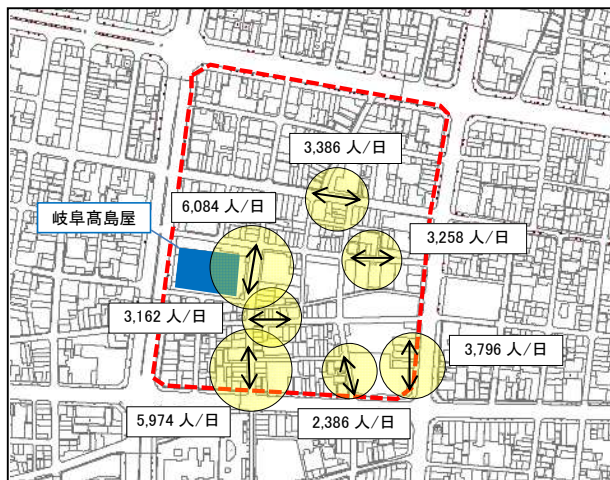 3,386 人/日
6,084 人/日
岐阜髙島屋
3,258 人/日
3,162 人/日
3,796 人/日
5,974 人/日
2,386 人/日